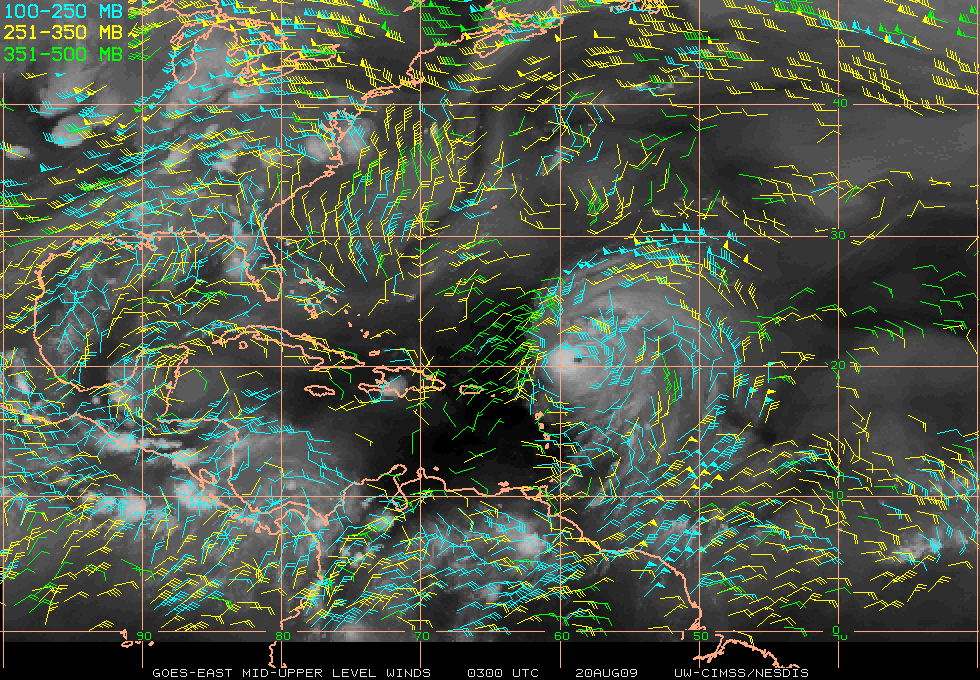 100-250 MB
251-350 MB
351-500 MB
40
30
20
10
90 80 70 60 50 0
GOES-EAST MID-UPPER LEVEL WINDS 0300 UTC 20AUG09 UW-CIMSS/NESDIS